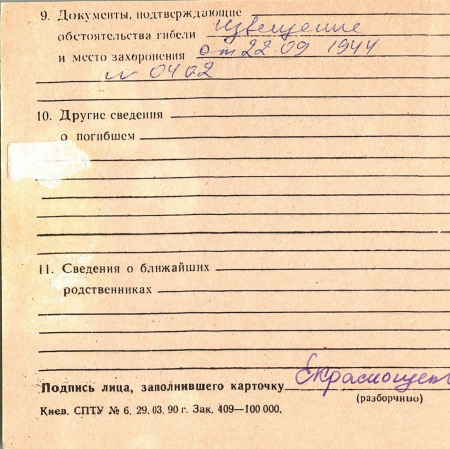 9. Документы, подтверждающие извещение
обстоятельства гибели
и место захоронения от 22.09 1944
№ 0402
10. Другие сведения
о погибшем
11. Сведения о ближайших
родственниках
Подпись лица, заполнившего карточку
(разборчиво)
Киев. СПТУ № 6. 29. 03. 90 г. Зак. 409—100 000.